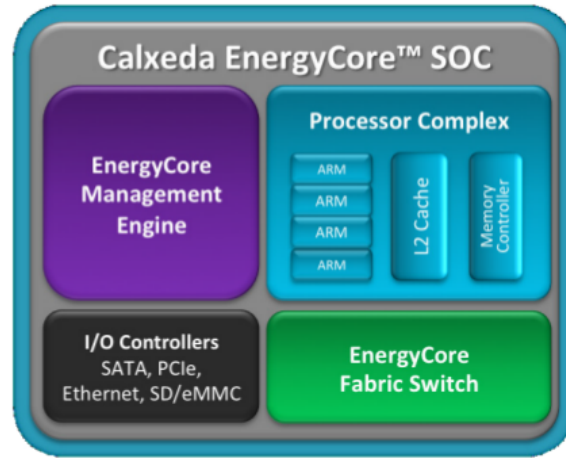 Calxeda EnergyCore™ SOC
EnergyCore
Management
Engine
Processor Complex
ARM
ARM
ARM
ARM
L2 Cache
Memory
Controller
I/O Controllers
SATA, PCIe,
Ethernet, SD/eMMC
EnergyCore
Fabric Switch